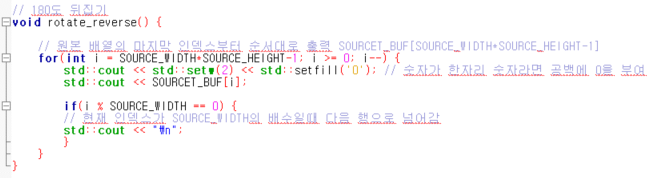 // 180도 뒤집기
void rotate_reverse() {
// 원본 배열의 마지막 인덱스부터 순서대로 출력 SOURCET_BUF[SOURCE_WIDTH*SOURCE_HEIGHT-1]
for(int i = SOURCE_WIDTH*SOURCE_HEIGHT-1; i >= 0; i--) {
std::cout << std::setw(2) << std::setfill('0'); // 숫자가 한자리 숫자라면 공백에 0를 부여
std::cout << SOURCET_BUF[i];
if(i % SOURCE_WIDTH == 0) {
// 현재 인덱스가 SOURCE_WIDTH의 배수일때 다음 행으로 넘어감
std::cout << "₩n";
}
}
}